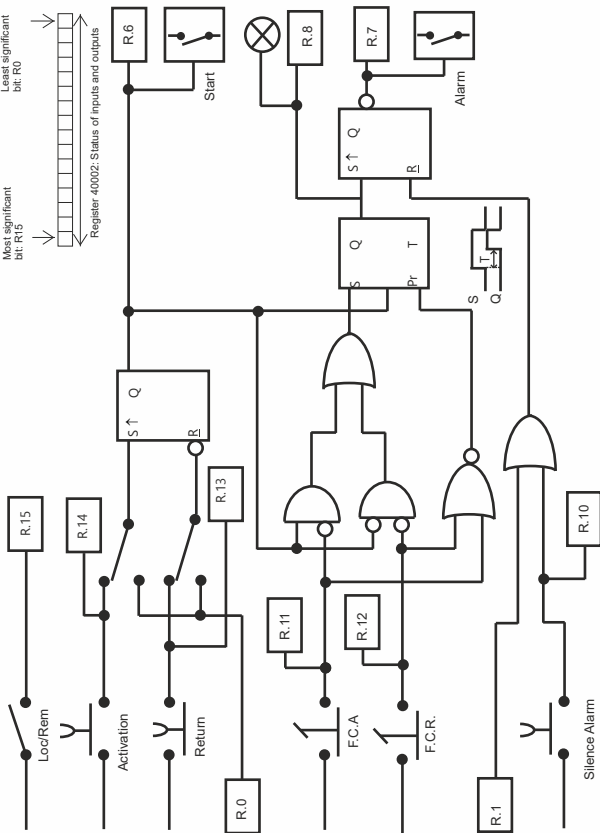 Least significant
bit: R0
Most significant
bit: R15
Register 40002: Status of inputs and outputs
R.6
Start
R.8
R.7
Alarm
S↑
Q
R
S
Q
Pr
T
S↑
Q
R
S
Q
T
R.15
R.14
R.13
R.11
R.12
R.10
Loc/Rem
Activation
Return
R.0
F.C.A
F.C.R.
R.1
Silence Alarm